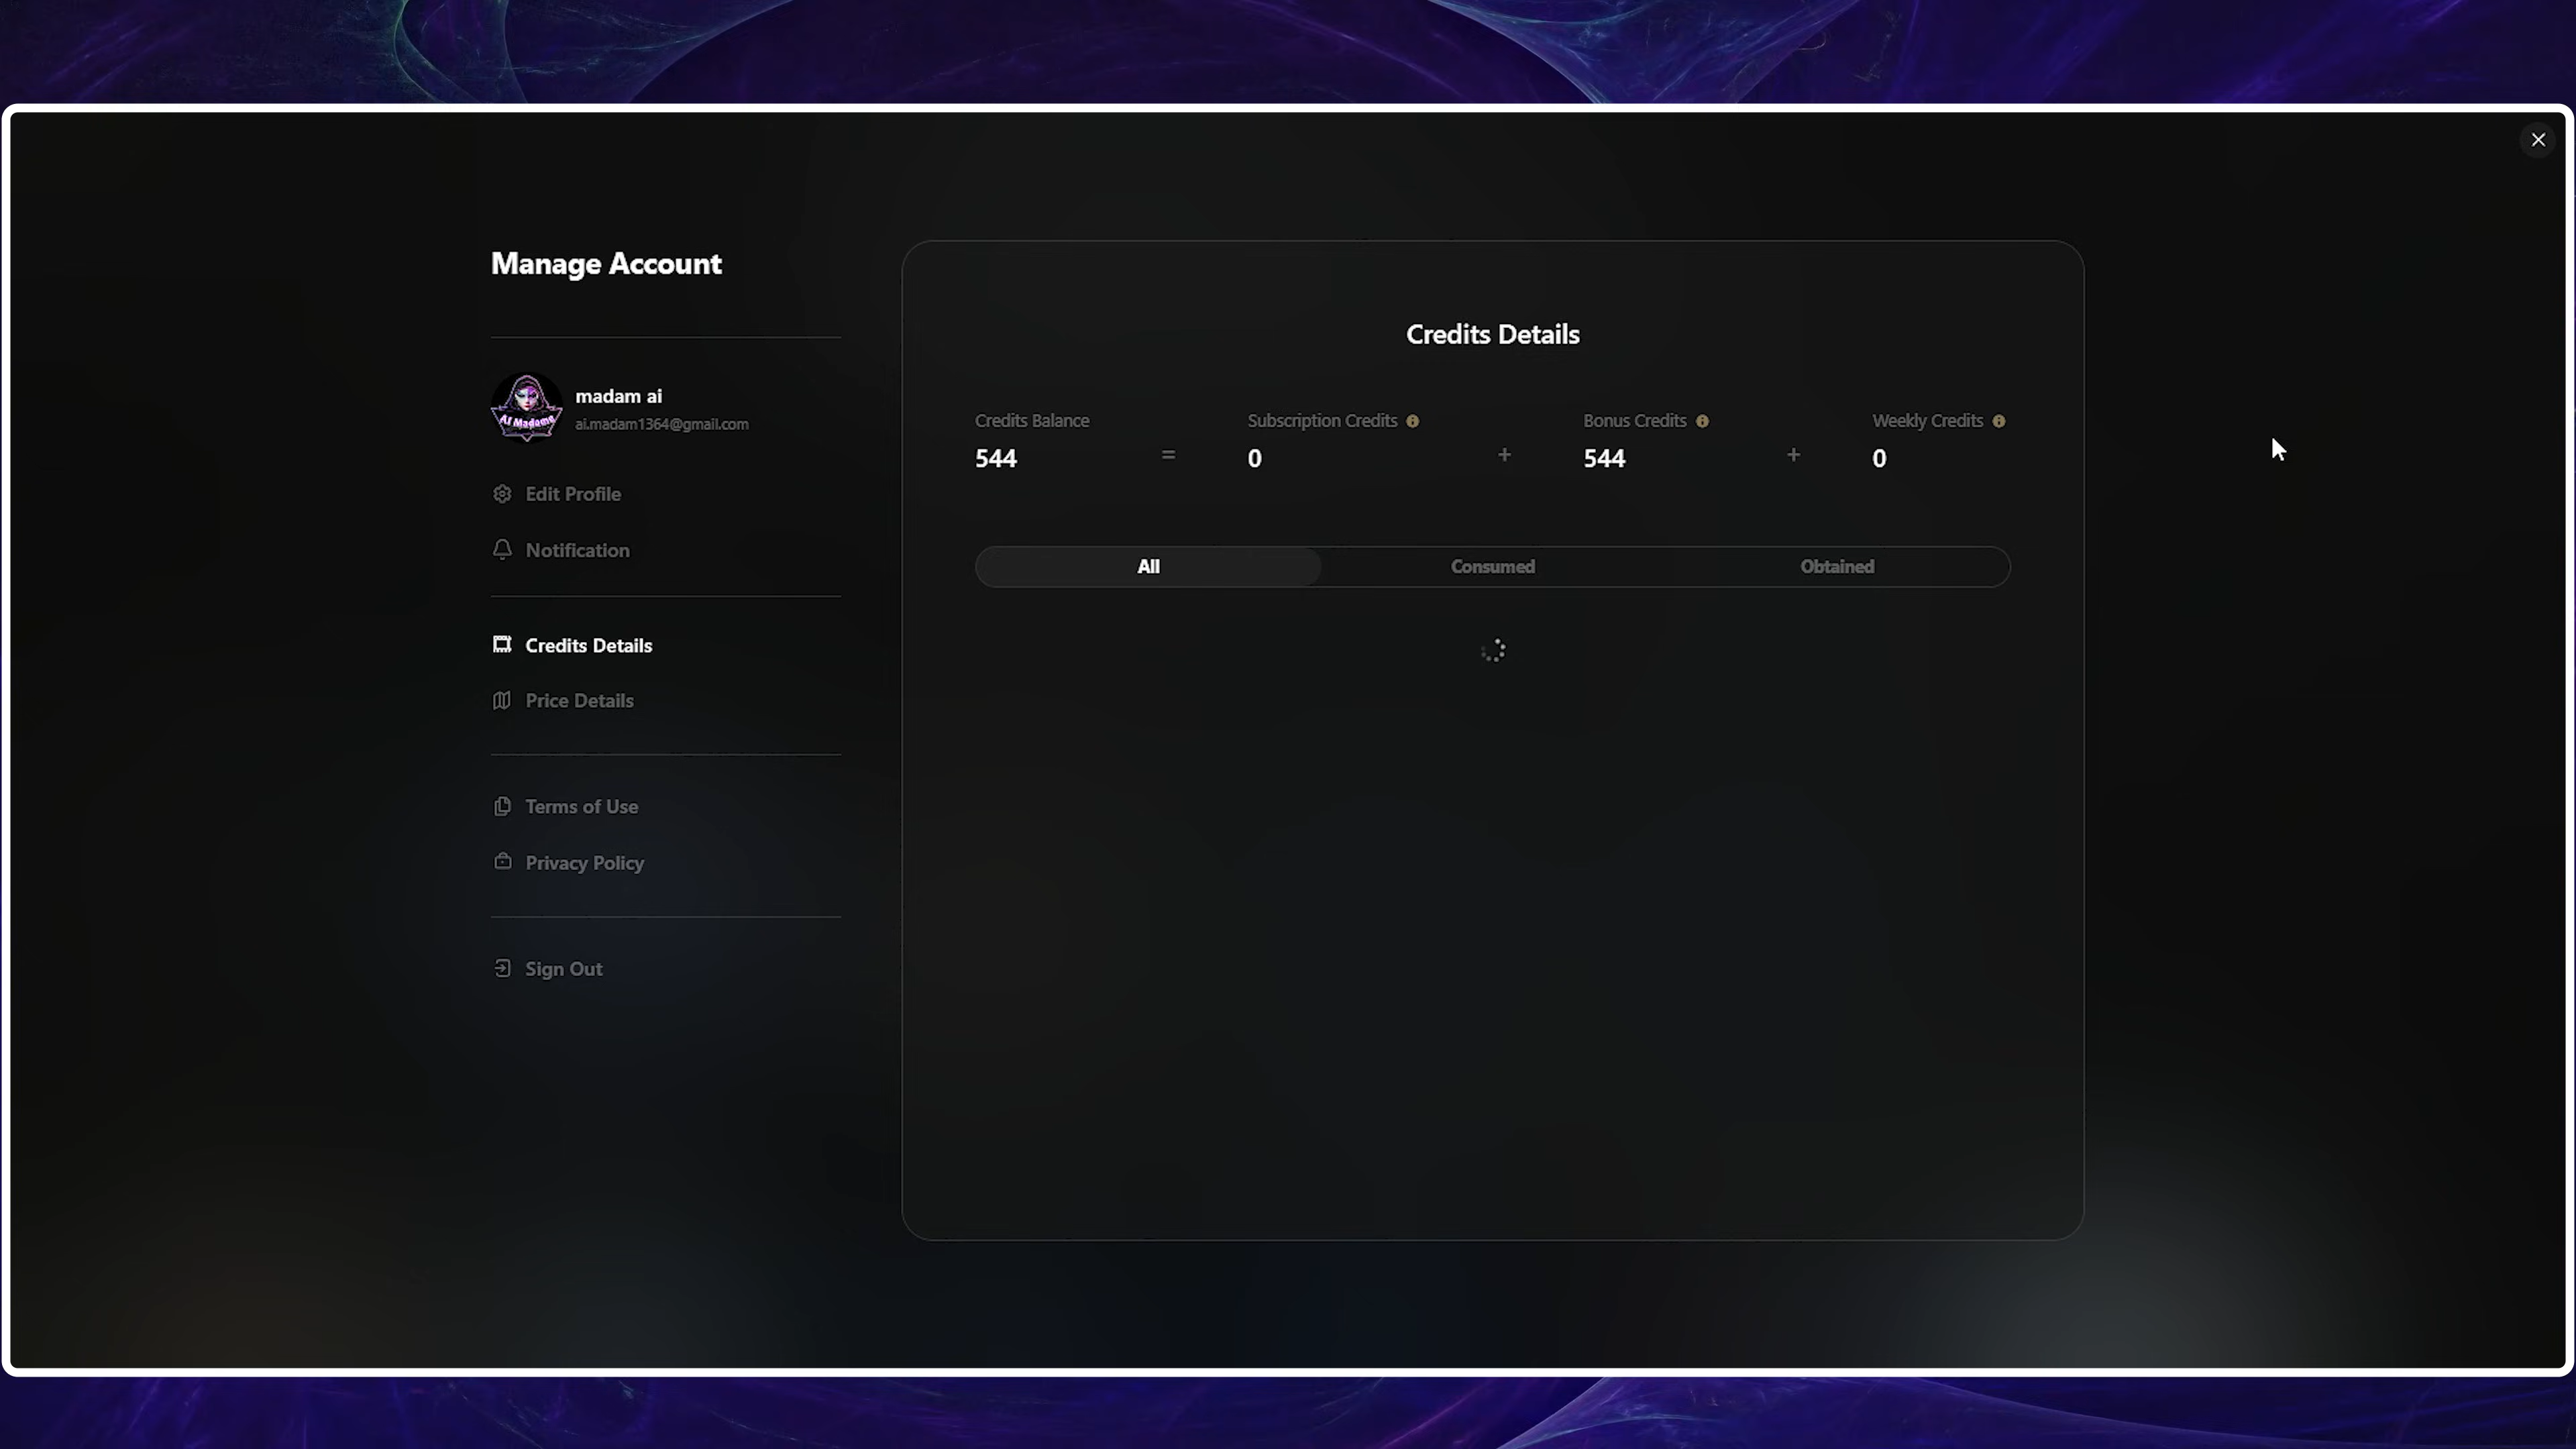 Manage Account
AI Madame
madam ai
ai.madam1364@gmail.com
Edit Profile
Notification
Credits Details
Price Details
Terms of Use
Privacy Policy
Sign Out
Credits Details
Credits Balance Subscription Credits Bonus Credits Weekly Credits
544 = 0 + 544 + 0
All Consumed Obtained